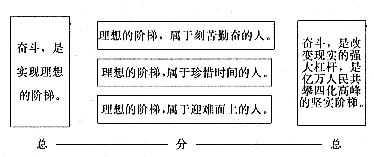 奋斗，是
实现理想
的阶梯。
理想的阶梯，属于刻苦勤奋的人。
理想的阶梯，属于珍惜时间的人。
理想的阶梯，属于迎难而上的人。
奋斗，是改
变现实的强
大杠杆，是
亿万人民共
攀四化高峰
的坚实阶梯。
总 分 总